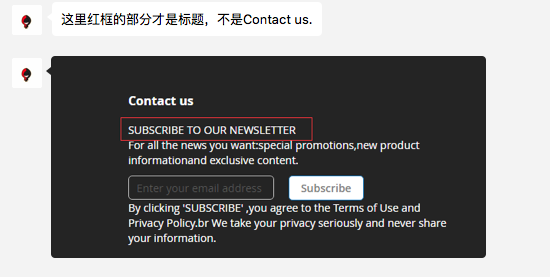 这里红框的部分才是标题，不是Contact us.
Contact us
SUBSCRIBE TO OUR NEWSLETTER
For all the news you want:special promotions,new product
informationand exclusive content.
Enter your email address
Subscribe
By clicking 'SUBSCRIBE' ,you agree to the Terms of Use and
Privacy Policy.br We take your privacy seriously and never share
your information.